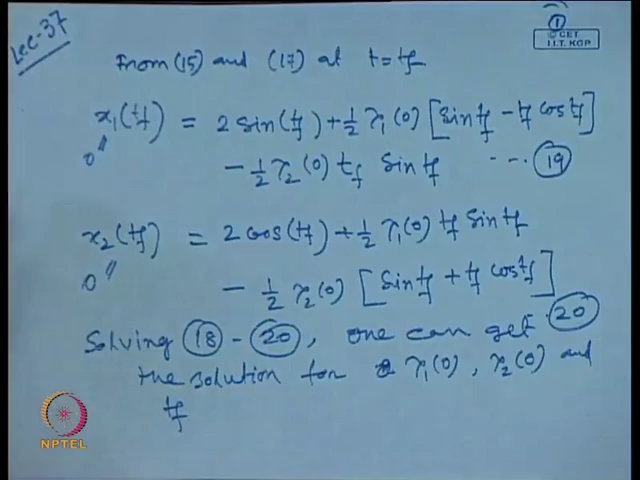 Lec-37
①
© CET
I.I.T. KGP
From (15) and (17) at t = tf
x₁(tf) = 2 Sin(tf) + ½ λ₁(0) [Sin tf - tf cos tf]
0 "
- ½ λ₂(0) tf Sin tf --- ⑲
x₂(tf) = 2 cos(tf) + ½ λ₁(0) tf Sin tf
0 "
- ½ λ₂(0) [Sin tf + tf cos tf]
⑳
Solving ⑱ - ⑳, one can get
the solution for λ₁(0), λ₂(0) and
tf
NPTEL